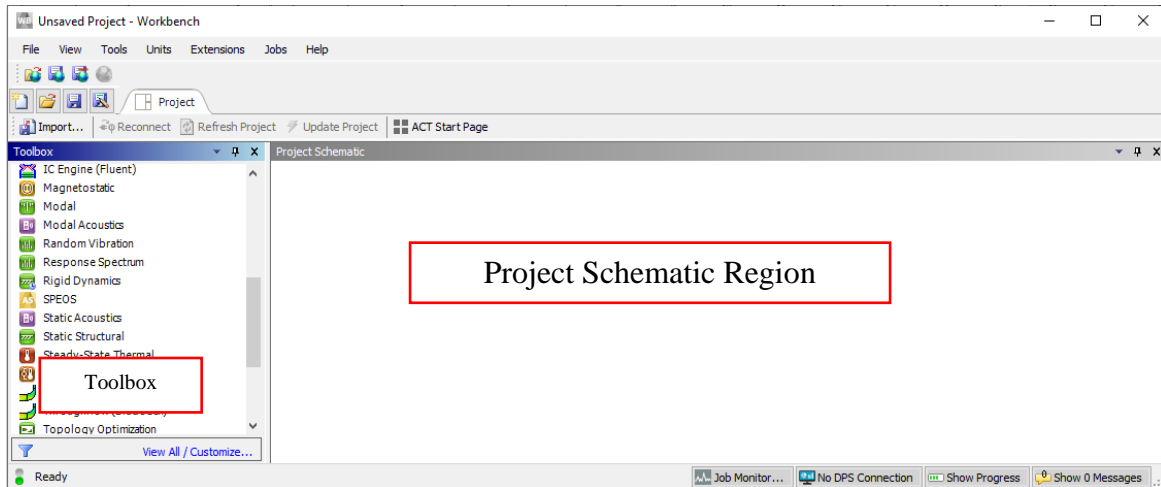 Unsaved Project - Workbench
File View Tools Units Extensions Jobs Help
Project
Import... Reconnect Refresh Project Update Project ACT Start Page
Toolbox
Project Schematic
IC Engine (Fluent)
Magnetostatic
Modal
Modal Acoustics
Random Vibration
Response Spectrum
Rigid Dynamics
SPEOS
Static Acoustics
Static Structural
Steady-State Thermal
Toolbox
Topology Optimization
View All / Customize...
Project Schematic Region
Ready
Job Monitor... No DPS Connection Show Progress 0 Show 0 Messages